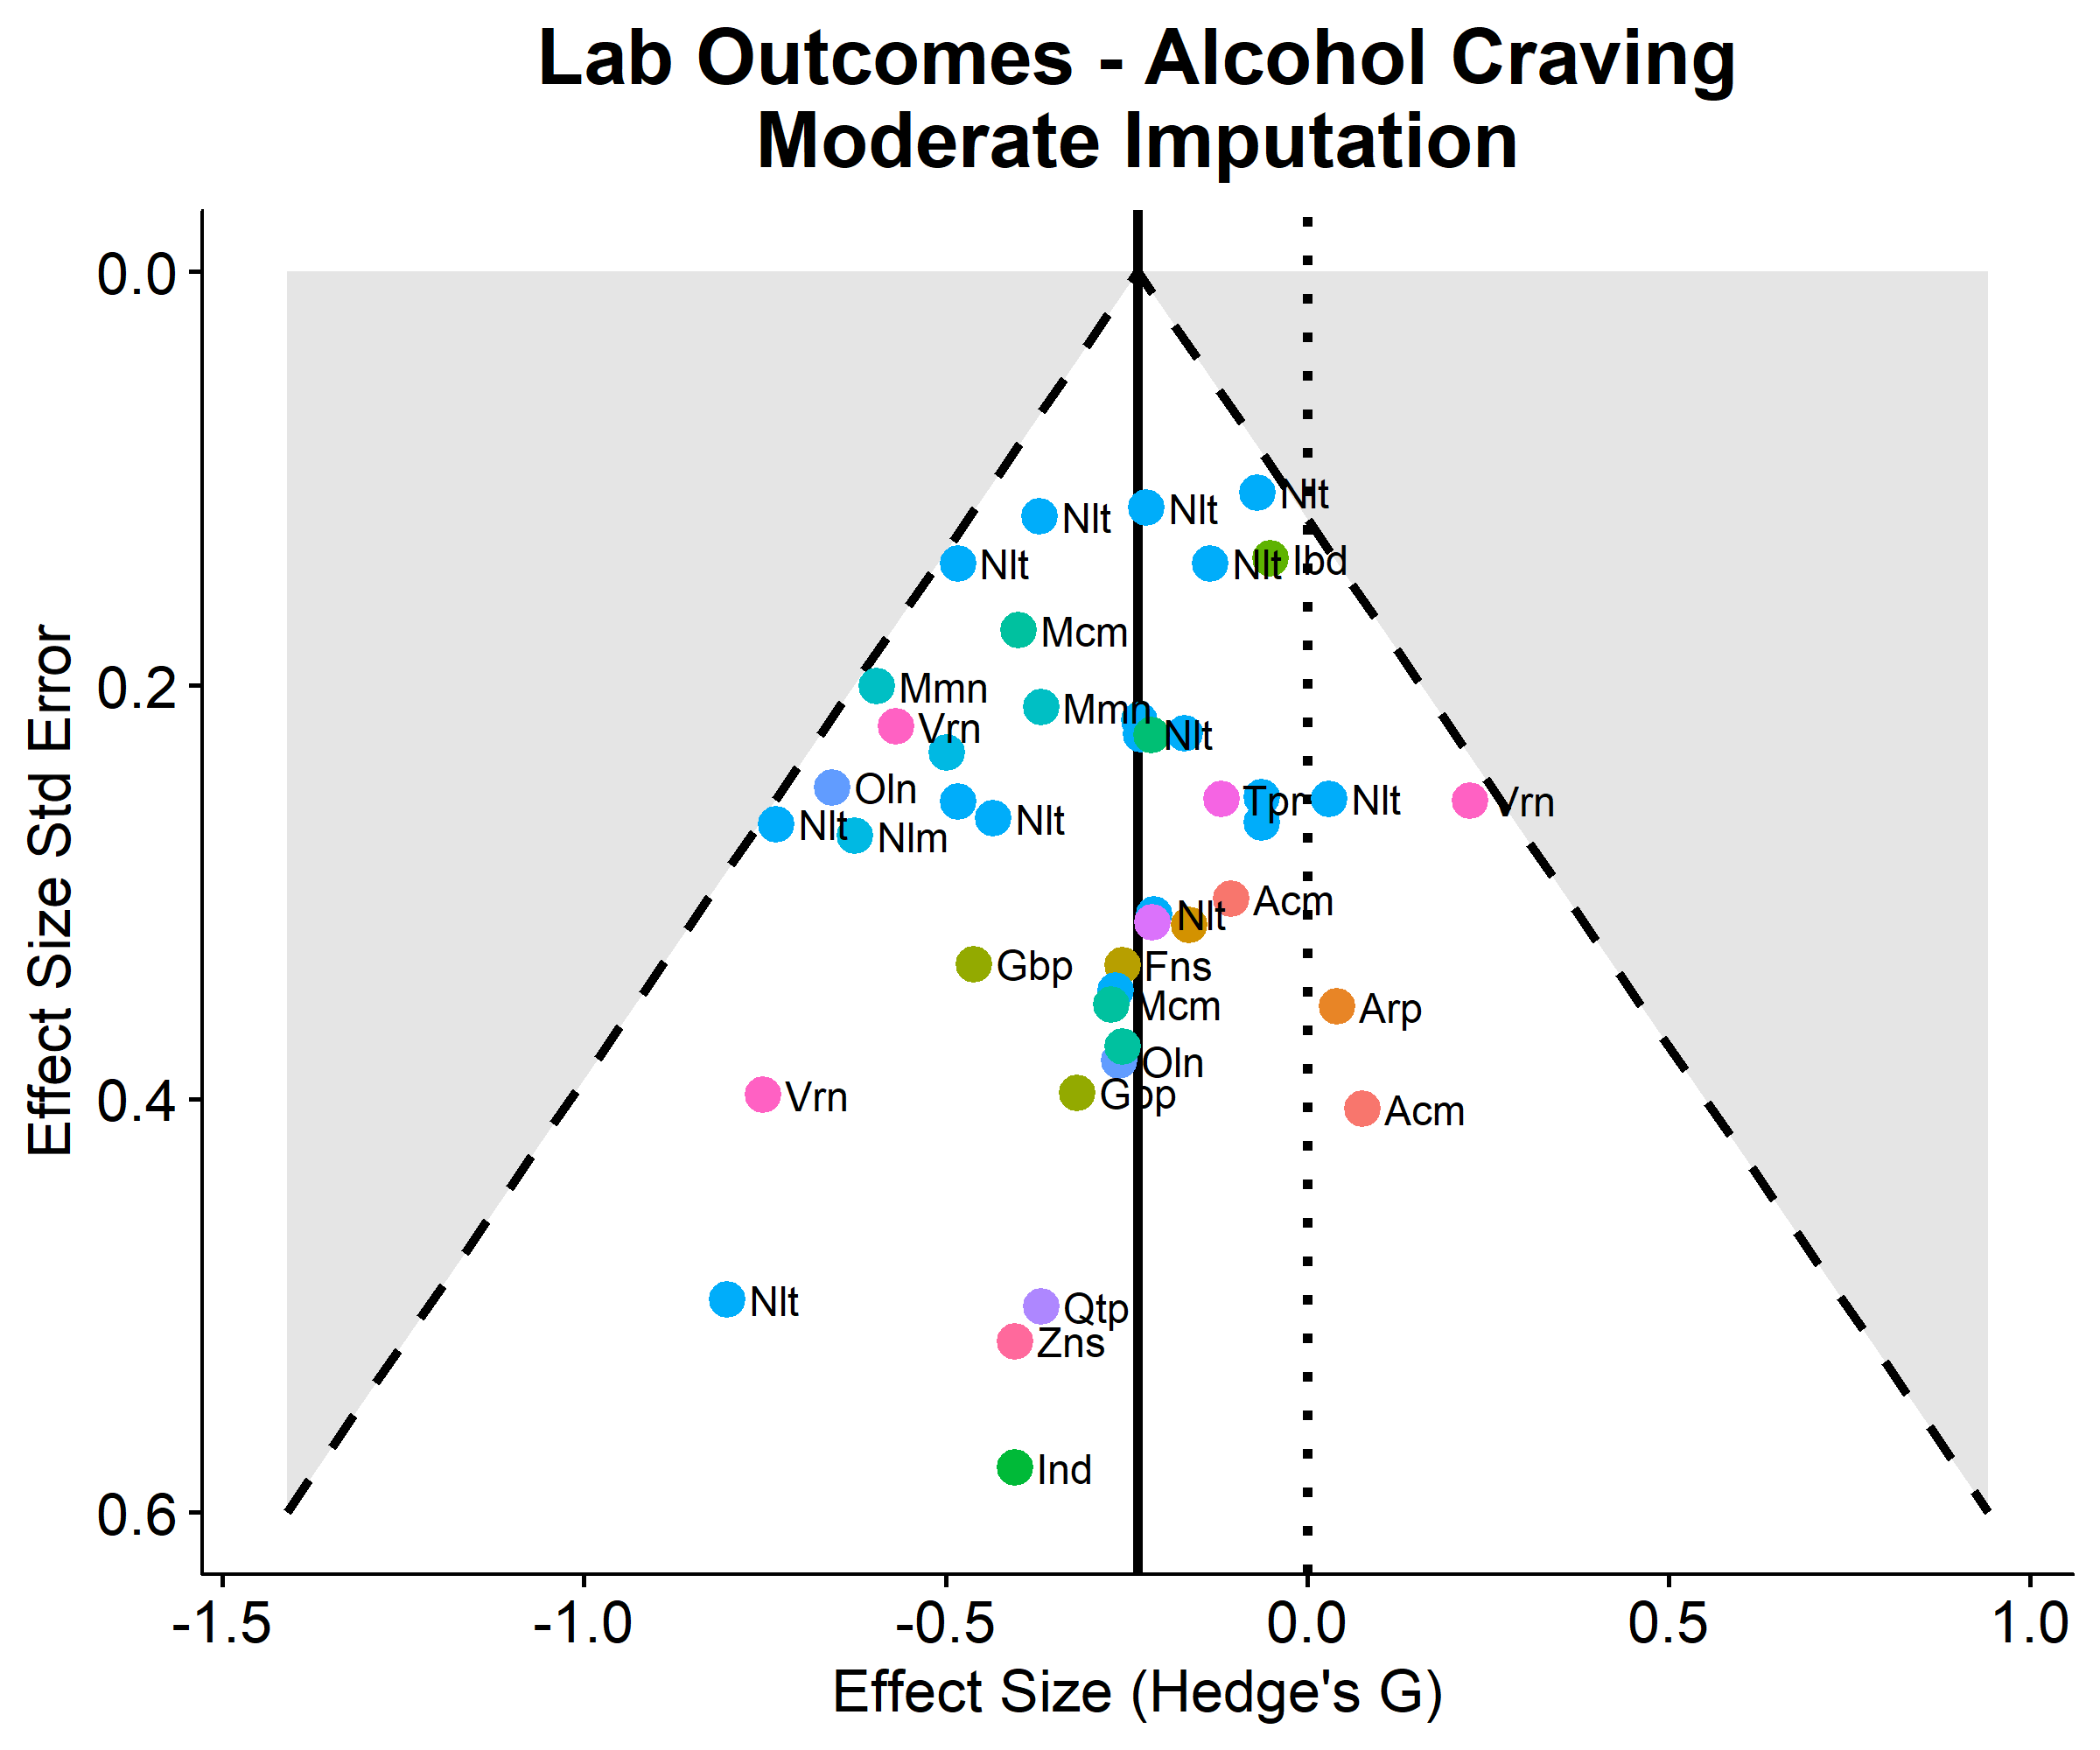 Lab Outcomes - Alcohol Craving
Moderate Imputation
Effect Size Std Error
0.0
0.2
0.4
0.6
Nlt
Nlt
Nlt
Nlt
Nlt
Ibd
Mcm
Mmn
Mmn
Vrn
Nlt
Oln
Nlt
Nlm
Nlt
Tpr
Nlt
Vrn
Acm
Nlt
Gbp
Fns
Mcm
Arp
Oln
Gbp
Vrn
Acm
Nlt
Qtp
Zns
Ind
-1.5
-1.0
-0.5
0.0
0.5
1.0
Effect Size (Hedge's G)